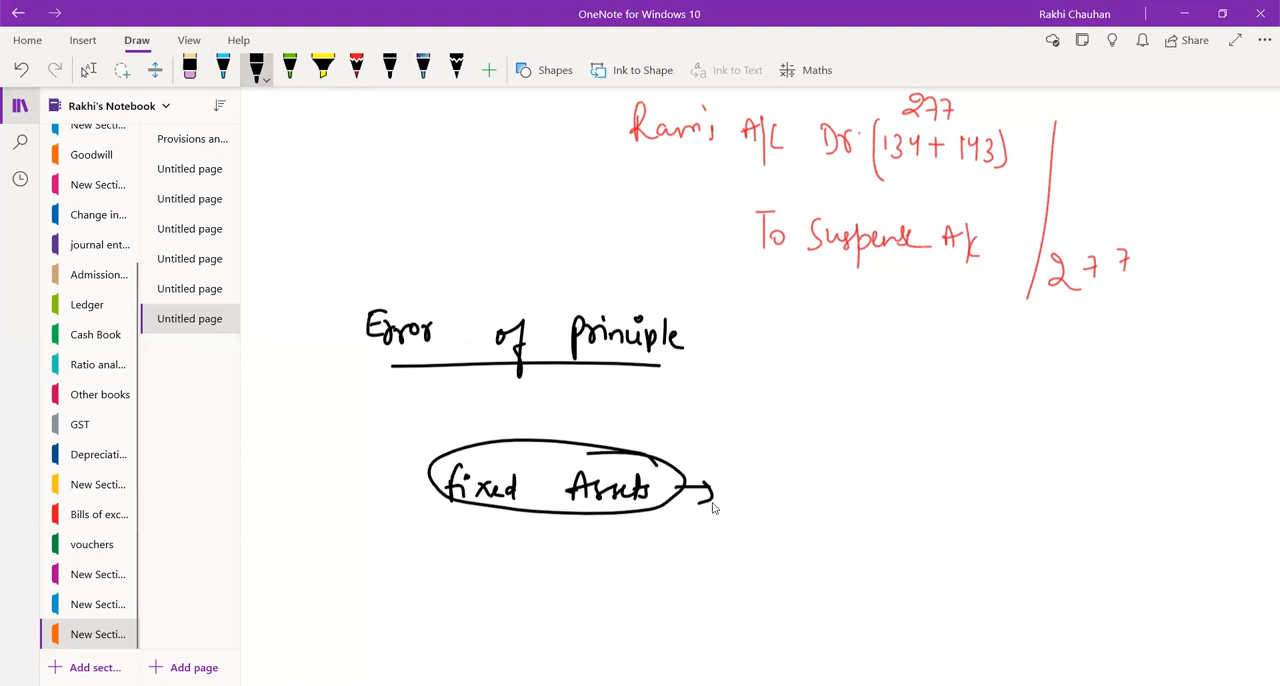 OneNote for Windows 10
Rakhi Chauhan
Home Insert Draw View Help
Share
Shapes Ink to Shape Ink to Text Maths
Rakhi's Notebook
New Secti...
Goodwill
New Secti...
Change in...
journal ent...
Admission...
Ledger
Cash Book
Ratio anal...
Other books
GST
Depreciati...
New Secti...
Bills of exc...
vouchers
New Secti...
New Secti...
New Secti...
Add sect...
Provisions an...
Untitled page
Untitled page
Untitled page
Untitled page
Untitled page
Untitled page
Add page
277
Ram's A/c Dr. (134 + 143)
To Suspense A/c
277
Error of principle
fixed Assets